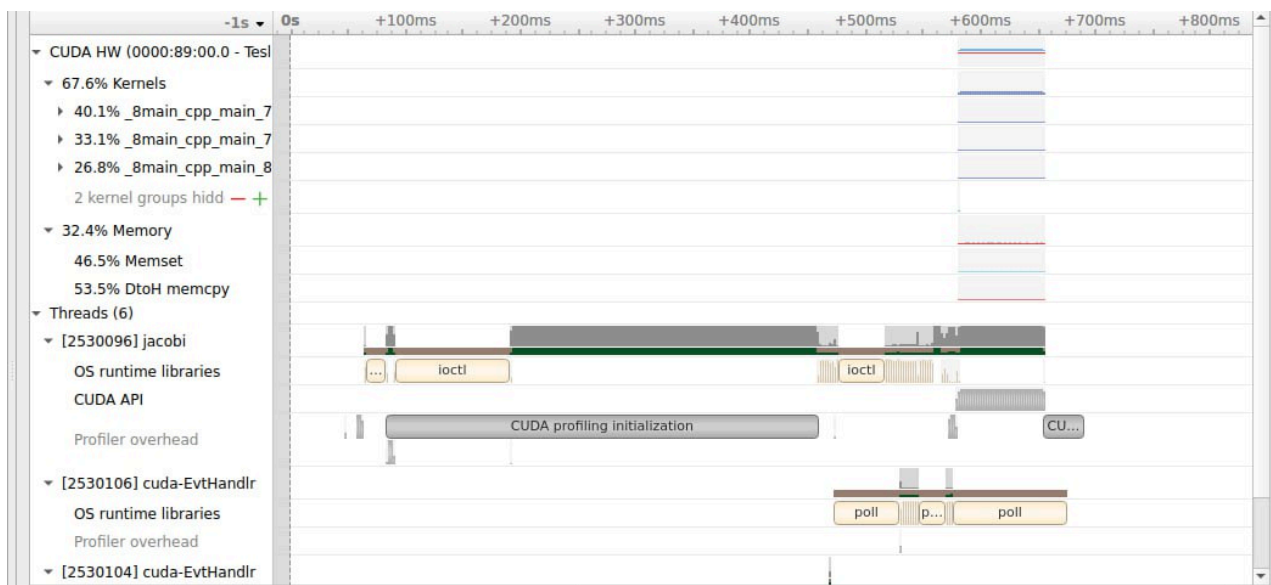 -1s 0s +100ms +200ms +300ms +400ms +500ms +600ms +700ms +800ms
CUDA HW (0000:89:00.0 - Tesl
67.6% Kernels
40.1% _8main_cpp_main_7
33.1% _8main_cpp_main_7
26.8% _8main_cpp_main_8
2 kernel groups hidd — +
32.4% Memory
46.5% Memset
53.5% DtoH memcpy
Threads (6)
[2530096] jacobi
OS runtime libraries ... ioctl ioctl
CUDA API
Profiler overhead CUDA profiling initialization CU...
[2530106] cuda-EvtHandlr
OS runtime libraries poll p... poll
Profiler overhead
[2530104] cuda-EvtHandlr